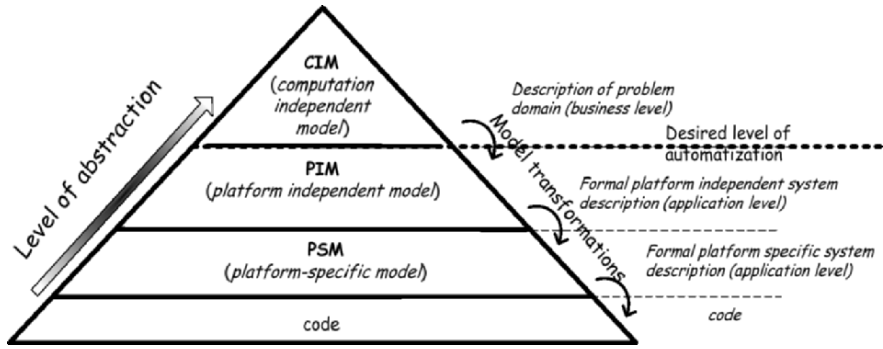 CIM
(computation
independent
model)
Description of problem
domain (business level)
Level of abstraction
Model transformations
Desired level of
automatization
PIM
(platform independent model)
Formal platform independent system
description (application level)
PSM
(platform-specific model)
Formal platform specific system
description (application level)
code
code